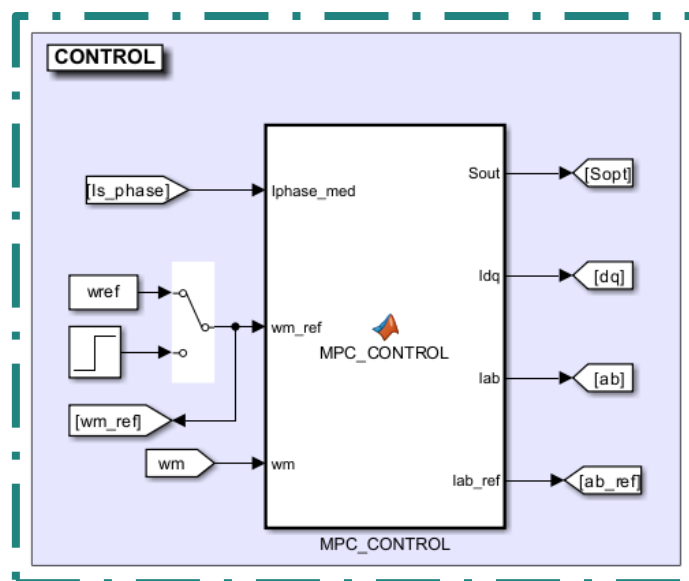 CONTROL
[Is_phase]
Iphase_med
Sout
[Sopt]
wref
Idq
[dq]
wm_ref
MPC_CONTROL
Iab
[ab]
[wm_ref]
wm
wm
Iab_ref
[ab_ref]
MPC_CONTROL